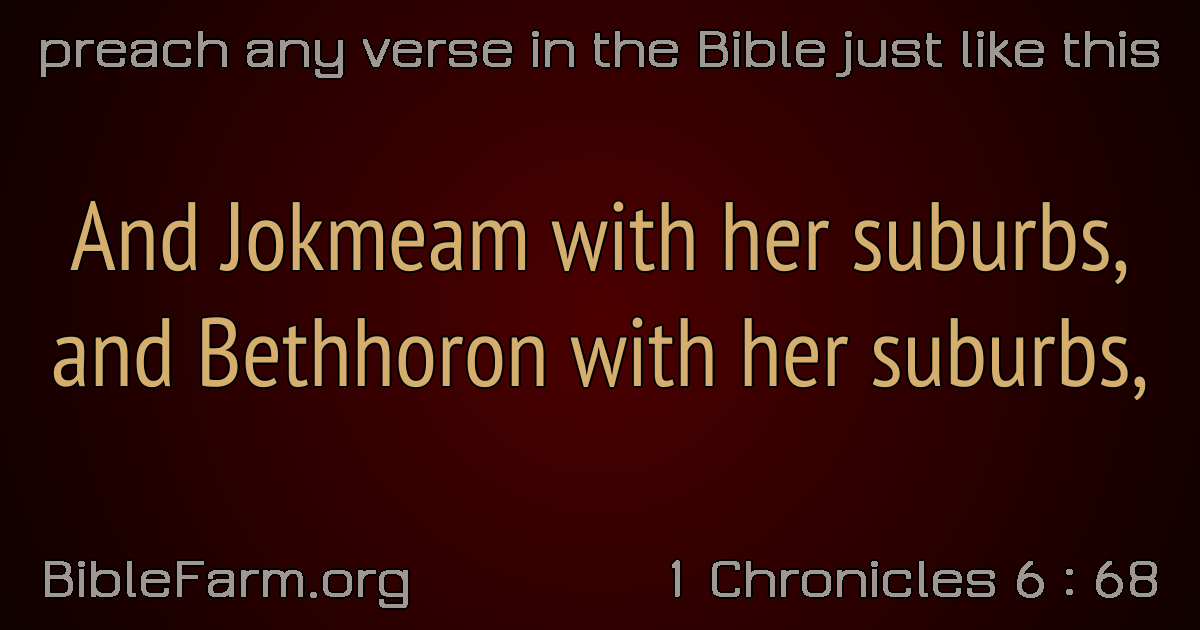 preach any verse in the Bible just like this
And Jokmeam with her suburbs,
and Bethhoron with her suburbs,
BibleFarm.org
1 Chronicles 6 : 68